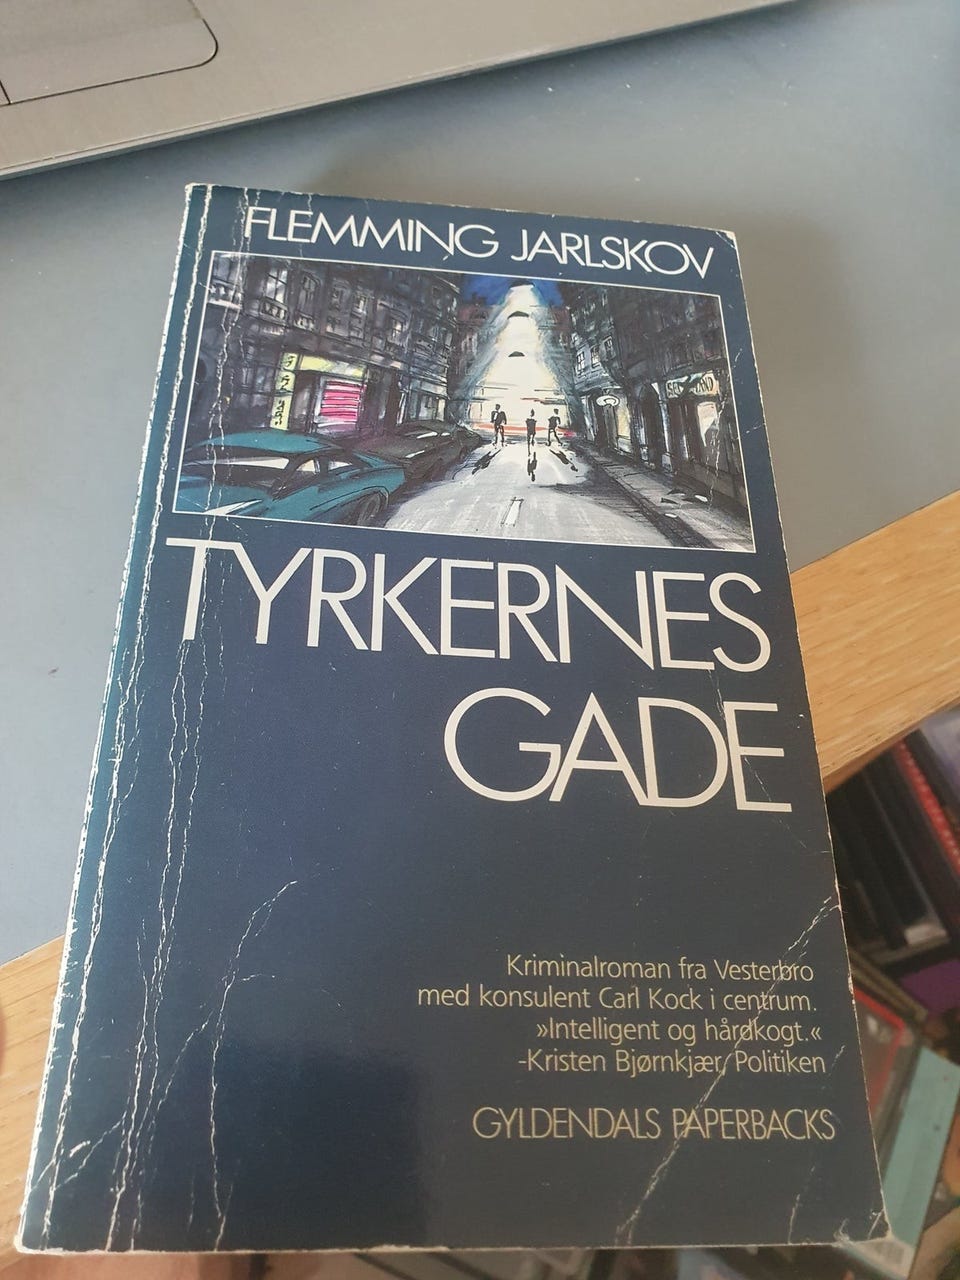 FLEMMING JARLSKOV
TYRKERNES
GADE
Kriminalroman fra Vesterbro
med konsulent Carl Kock i centrum.
»Intelligent og hårdkogt.«
-Kristen Bjørnkjær, Politiken
GYLDENDALS PAPERBACKS